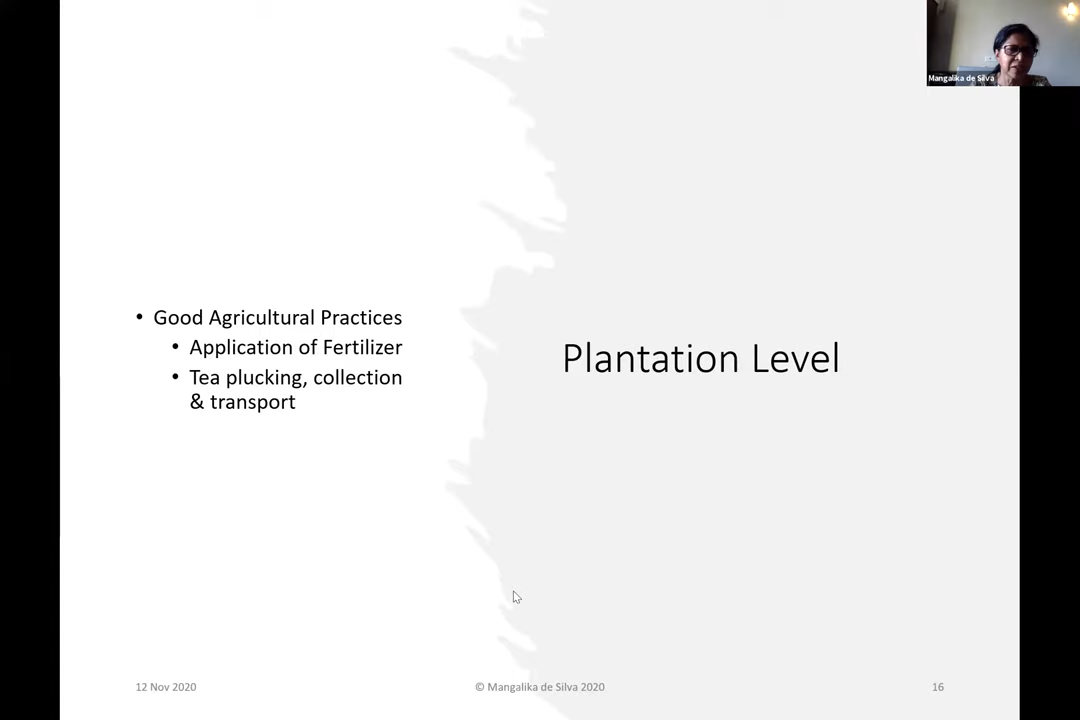 Mangalika de Silva
• Good Agricultural Practices
• Application of Fertilizer
• Tea plucking, collection
& transport
Plantation Level
12 Nov 2020
© Mangalika de Silva 2020
16